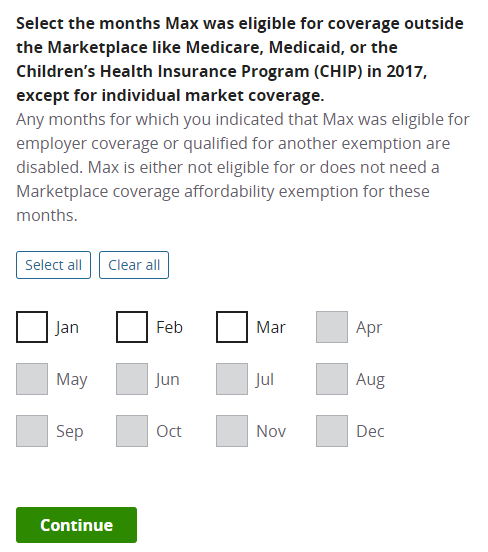 Select the months Max was eligible for coverage outside
the Marketplace like Medicare, Medicaid, or the
Children’s Health Insurance Program (CHIP) in 2017,
except for individual market coverage.
Any months for which you indicated that Max was eligible for
employer coverage or qualified for another exemption are
disabled. Max is either not eligible for or does not need a
Marketplace coverage affordability exemption for these
months.
Select all Clear all
Jan Feb Mar Apr
May Jun Jul Aug
Sep Oct Nov Dec
Continue